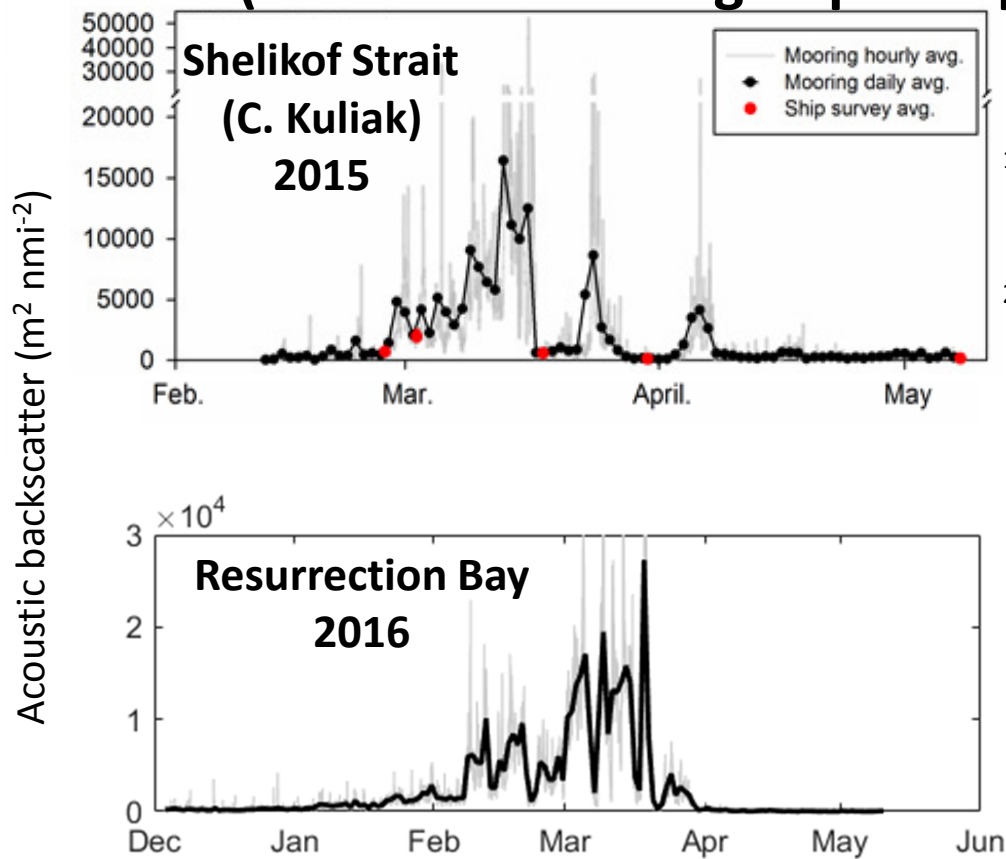 50000
40000
30000
20000
15000
10000
5000
0
Shelikof Strait
(C. Kuliak)
2015
Mooring hourly avg.
Mooring daily avg.
Ship survey avg.
Feb. Mar. April. May
Acoustic backscatter (m² nmi⁻²)
×10⁴
3
2
1
0
Resurrection Bay
2016
Dec Jan Feb Mar Apr May Jun